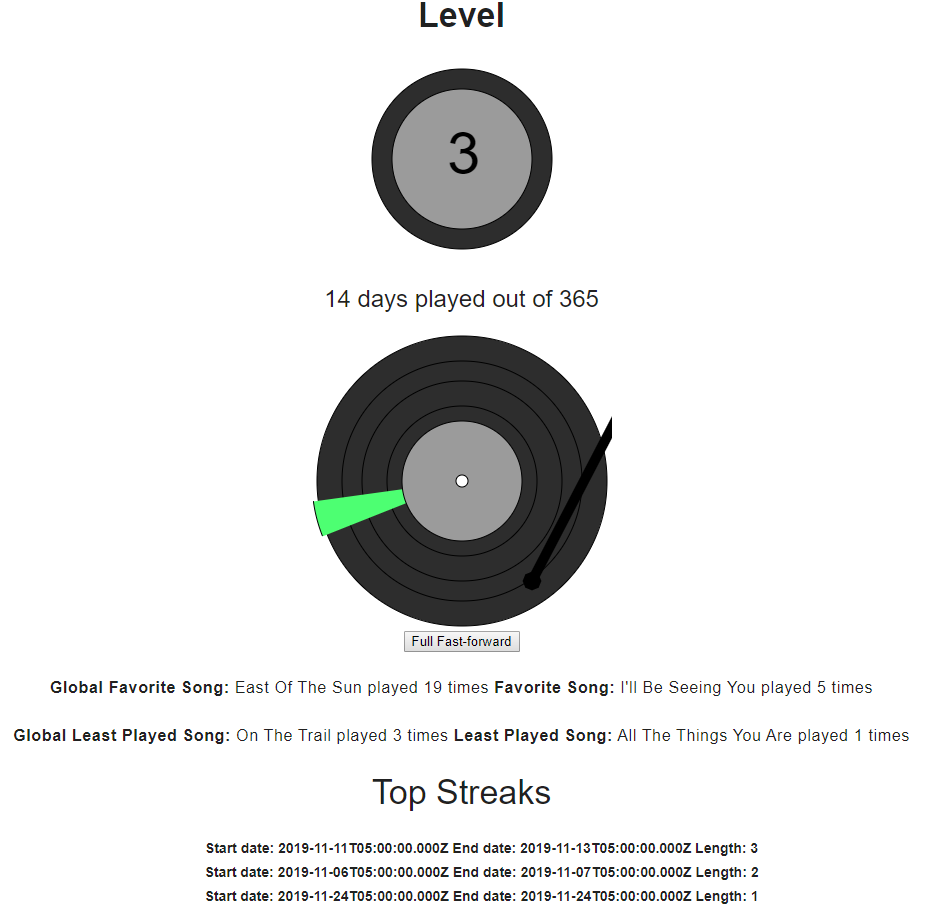 Level
3
14 days played out of 365
Full Fast-forward
Global Favorite Song: East Of The Sun played 19 times Favorite Song: I'll Be Seeing You played 5 times
Global Least Played Song: On The Trail played 3 times Least Played Song: All The Things You Are played 1 times
Top Streaks
Start date: 2019-11-11T05:00:00.000Z End date: 2019-11-13T05:00:00.000Z Length: 3
Start date: 2019-11-06T05:00:00.000Z End date: 2019-11-07T05:00:00.000Z Length: 2
Start date: 2019-11-24T05:00:00.000Z End date: 2019-11-24T05:00:00.000Z Length: 1